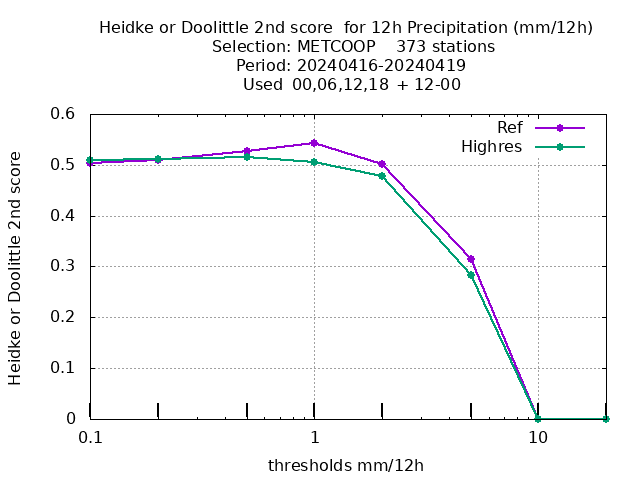 Heidke or Doolittle 2nd score  for 12h Precipitation (mm/12h)
Selection: METCOOP    373 stations
Period: 20240416-20240419
Used  00,06,12,18  + 12-00
Ref
Highres
Heidke or Doolittle 2nd score
0.6
0.5
0.4
0.3
0.2
0.1
0
0.1 1 10
thresholds mm/12h